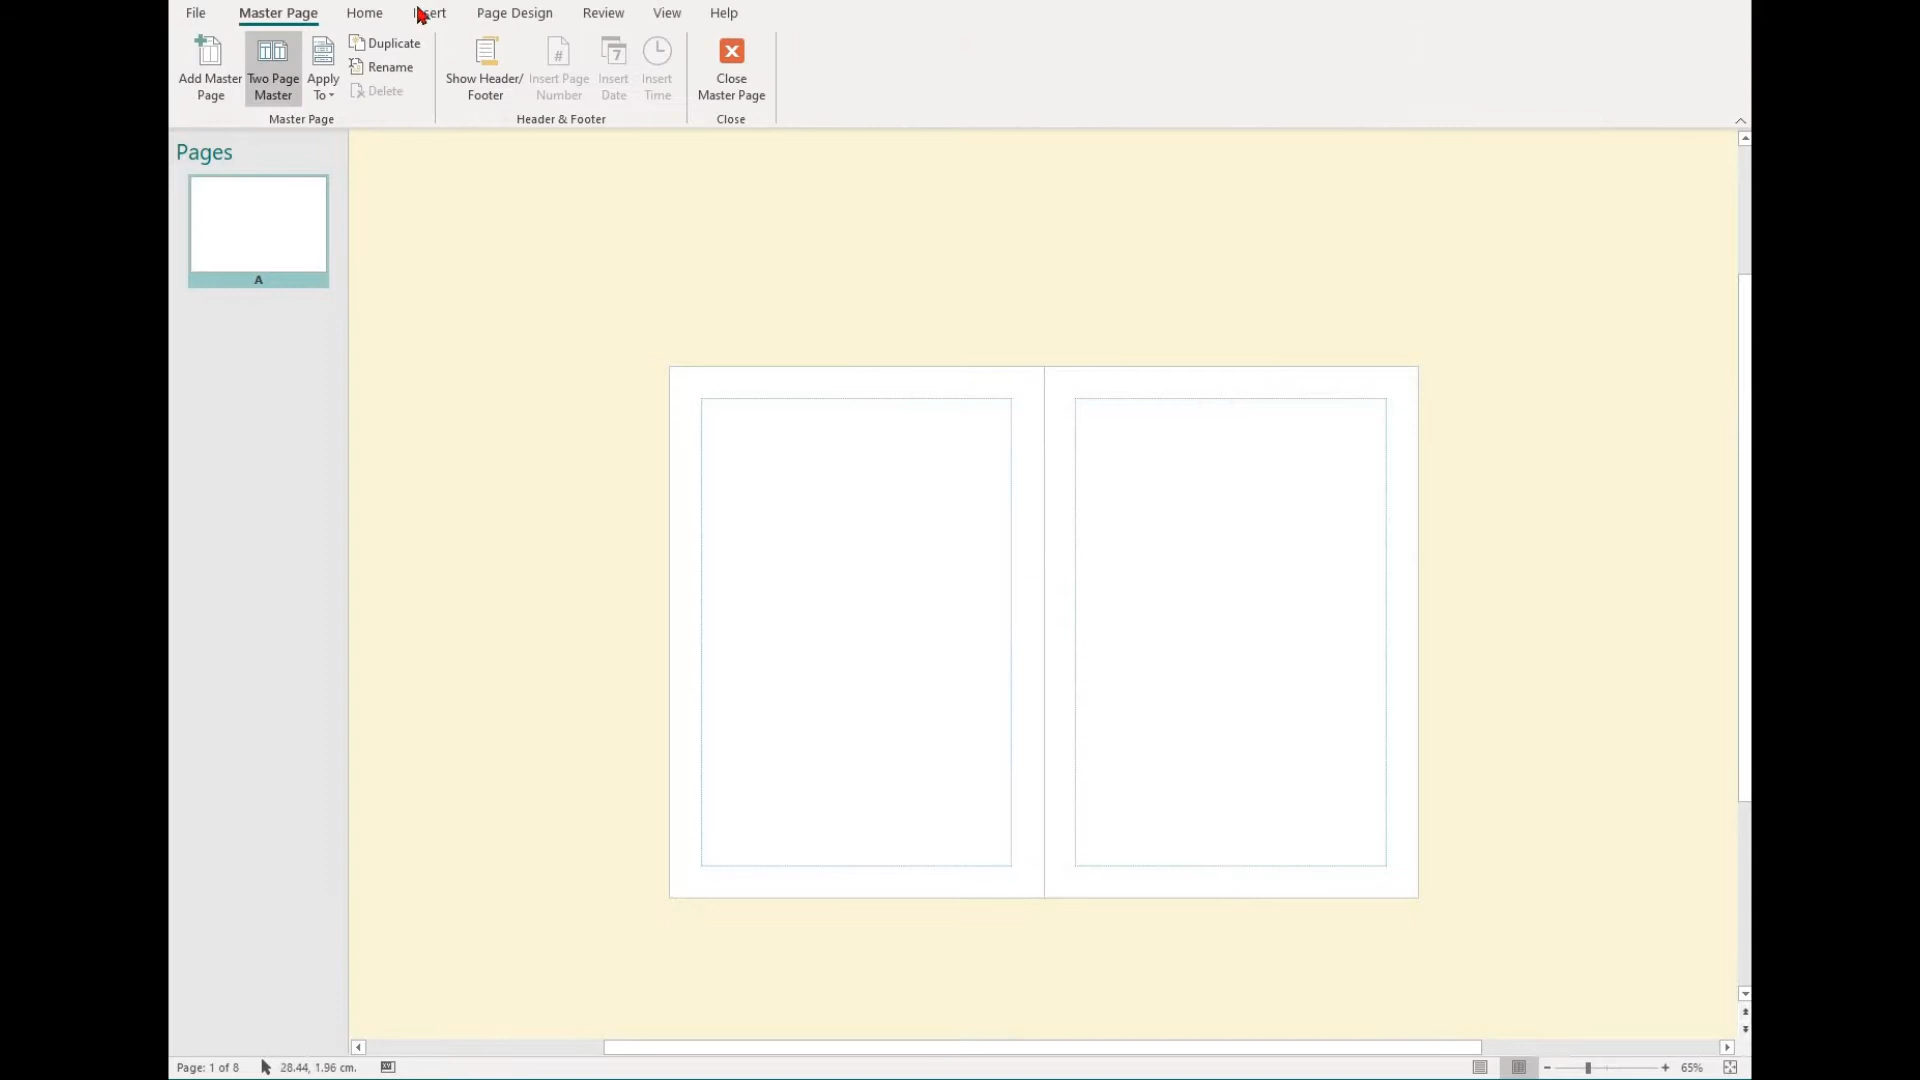 File Master Page Home Insert Page Design Review View Help
Add Master Page
Two Page Master
Apply To
Duplicate
Rename
Delete
Master Page
Show Header/ Footer
Insert Page Number
Insert Date
Insert Time
Header & Footer
Close Master Page
Close
Pages
A
Page: 1 of 8 28.44, 1.96 cm. 65%